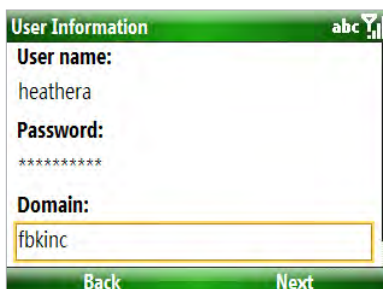 User Information abc
User name:
heathera
Password:
**********
Domain:
fbkinc
Back Next